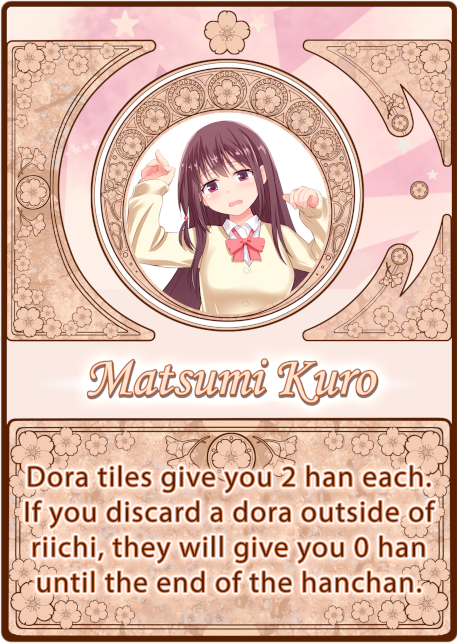 Matsumi Kuro
Dora tiles give you 2 han each.
If you discard a dora outside of
riichi, they will give you 0 han
until the end of the hanchan.